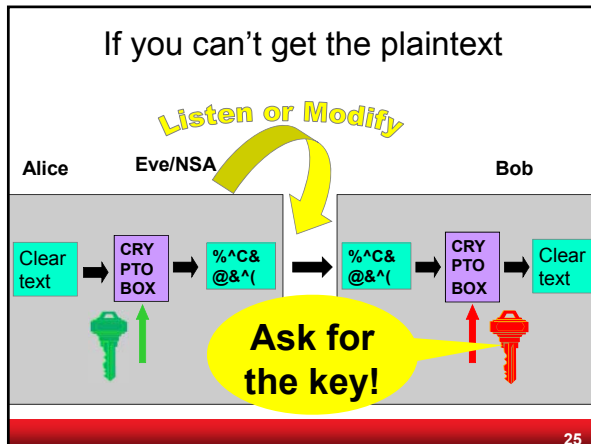 If you can't get the plaintext
Listen or Modify
Alice
Eve/NSA
Bob
Clear
text
CRY
PTO
BOX
%^C&
@&^(
%^C&
@&^(
CRY
PTO
BOX
Clear
text
Ask for
the key!
25